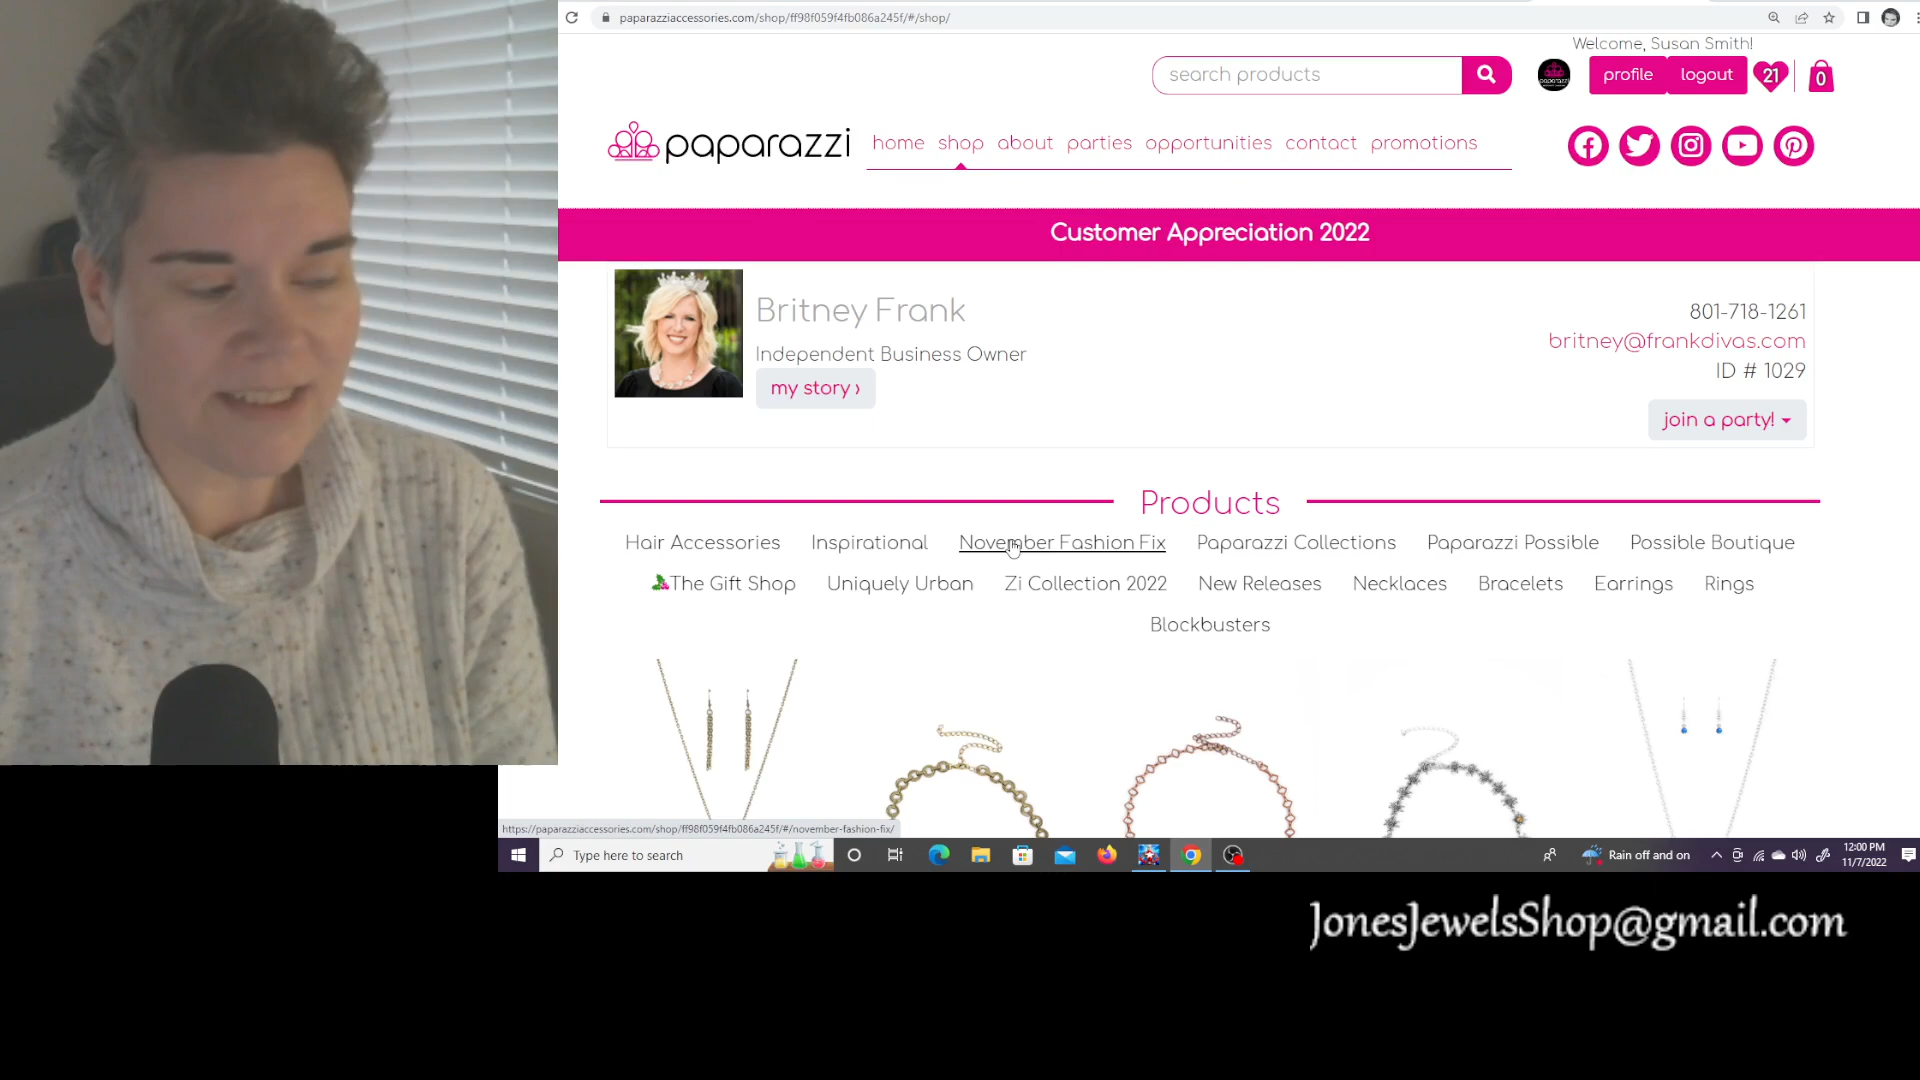 paparazziaccessories.com/shop/ff98f059f4fb086a245f/#/shop/
Welcome, Susan Smith!
search products
profile
logout
21
0
paparazzi
home shop about parties opportunities contact promotions
Customer Appreciation 2022
Britney Frank
Independent Business Owner
my story ›
801-718-1261
britney@frankdivas.com
ID # 1029
join a party!
Products
Hair Accessories Inspirational November Fashion Fix Paparazzi Collections Paparazzi Possible Possible Boutique
The Gift Shop Uniquely Urban Zi Collection 2022 New Releases Necklaces Bracelets Earrings Rings
Blockbusters
https://paparazziaccessories.com/shop/ff98f059f4fb086a245f/#/november-fashion-fix/
Type here to search
Rain off and on
12:00 PM
11/7/2022
JonesJewelsShop@gmail.com